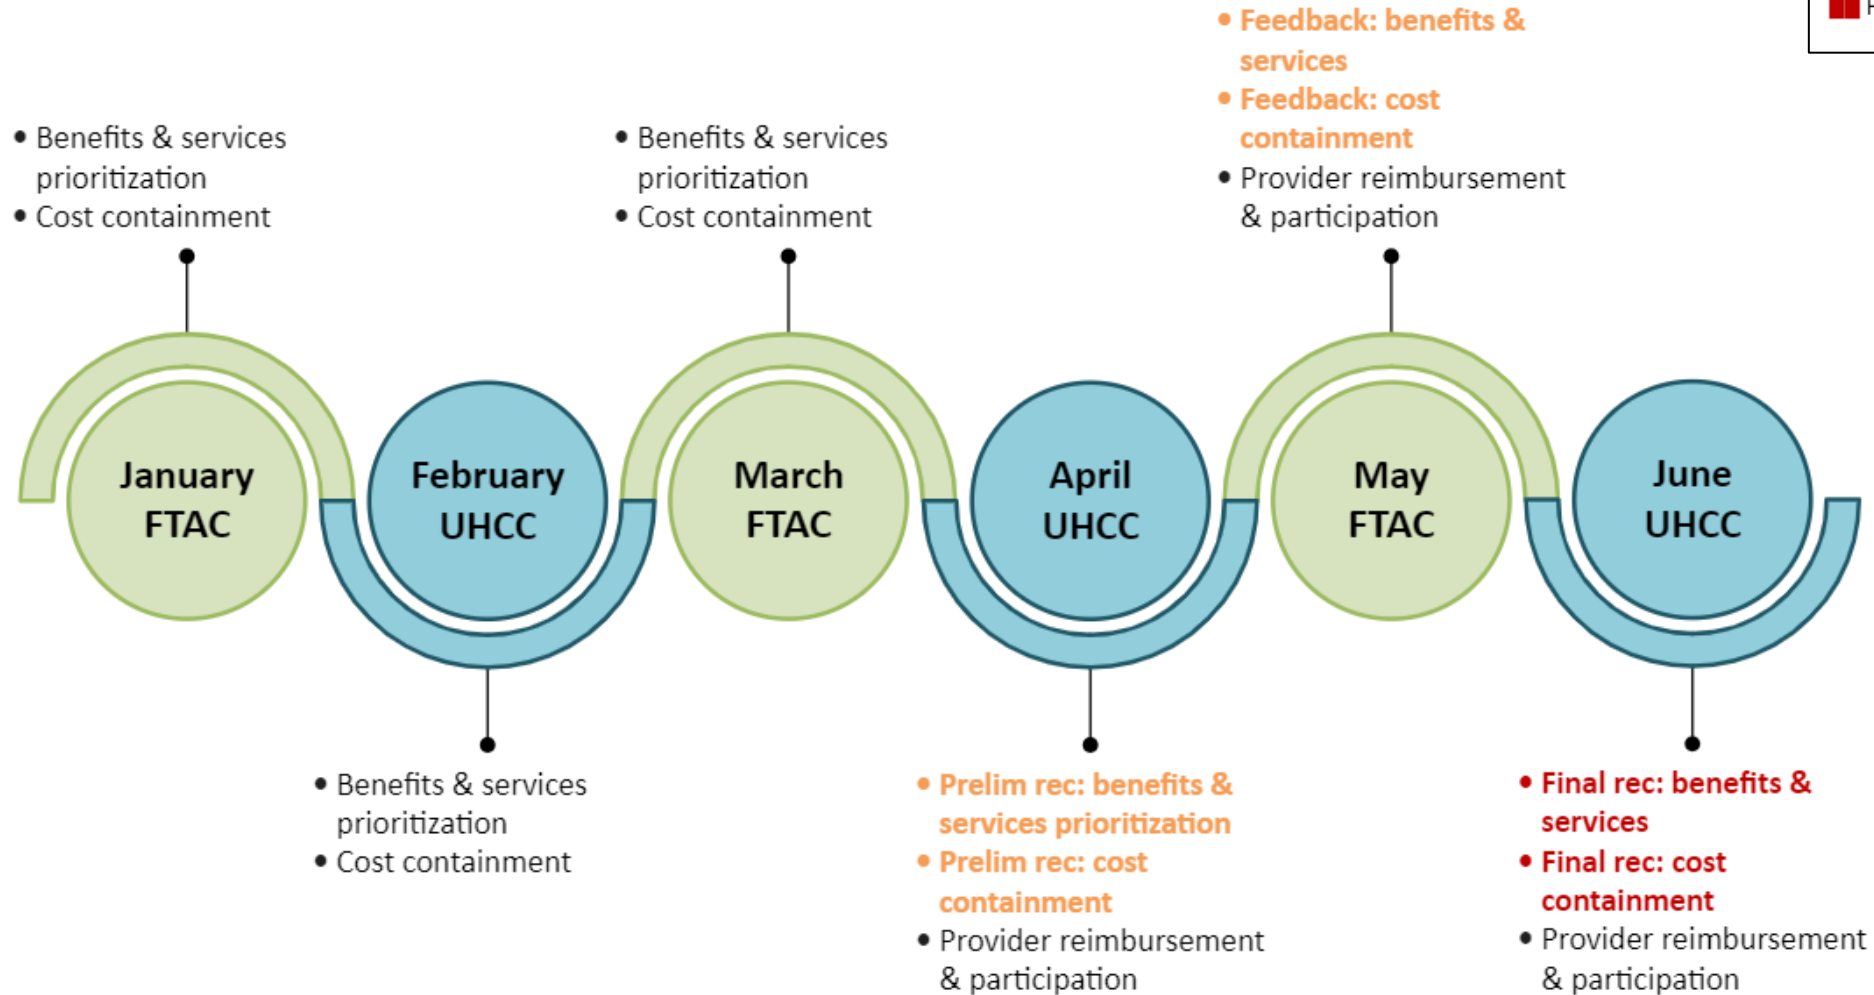 • Feedback: benefits &
services
• Feedback: cost
containment
• Provider reimbursement
& participation
• Benefits & services
prioritization
• Cost containment
• Benefits & services
prioritization
• Cost containment
January
FTAC
February
UHCC
March
FTAC
April
UHCC
May
FTAC
June
UHCC
• Benefits & services
prioritization
• Cost containment
• Prelim rec: benefits &
services prioritization
• Prelim rec: cost
containment
• Provider reimbursement
& participation
• Final rec: benefits &
services
• Final rec: cost
containment
• Provider reimbursement
& participation